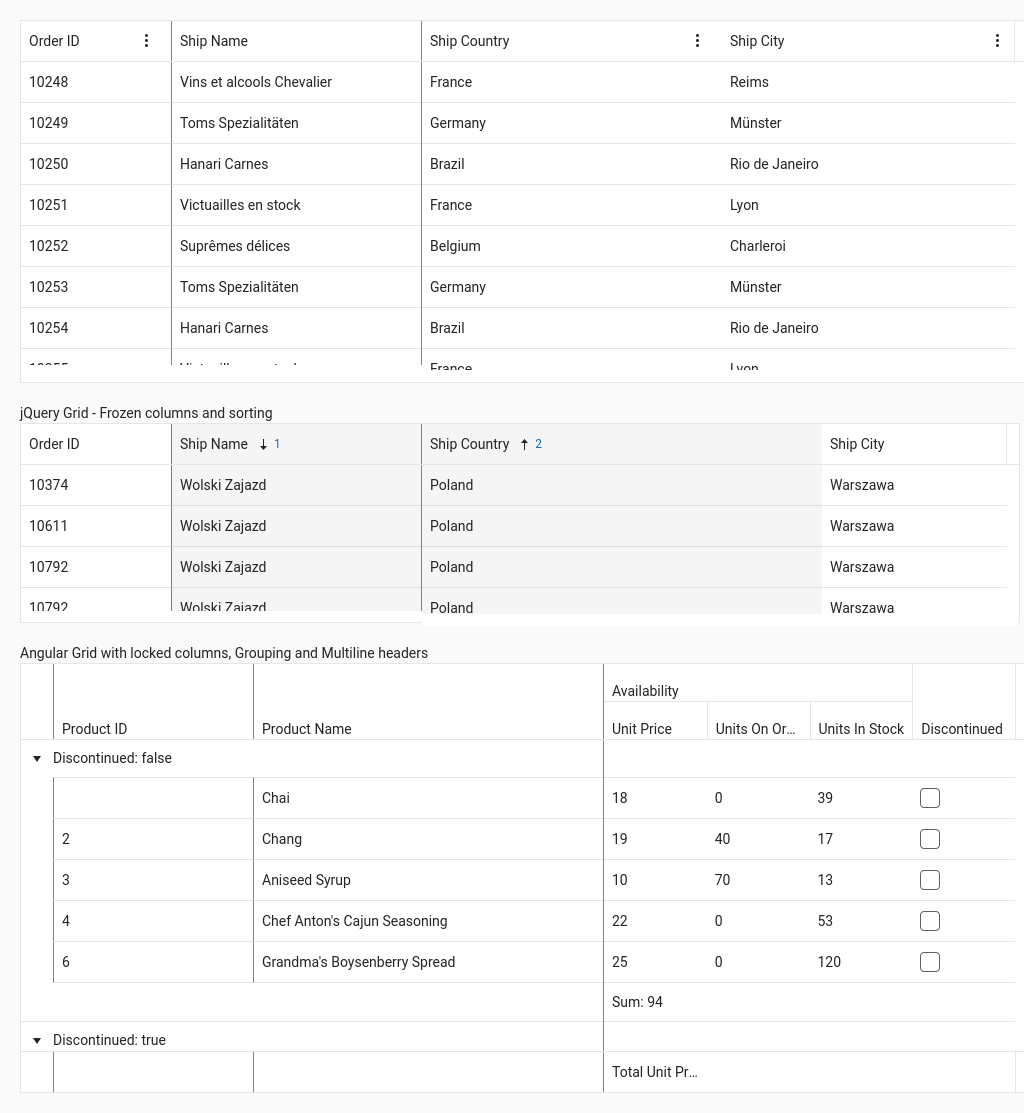 Order ID Ship Name Ship Country Ship City
10248 Vins et alcools Chevalier France Reims
10249 Toms Spezialitäten Germany Münster
10250 Hanari Carnes Brazil Rio de Janeiro
10251 Victuailles en stock France Lyon
10252 Suprêmes délices Belgium Charleroi
10253 Toms Spezialitäten Germany Münster
10254 Hanari Carnes Brazil Rio de Janeiro
France Lyon
jQuery Grid - Frozen columns and sorting
Order ID Ship Name 1 Ship Country 2 Ship City
10374 Wolski Zajazd Poland Warszawa
10611 Wolski Zajazd Poland Warszawa
10792 Wolski Zajazd Poland Warszawa
10792 Wolski Zajazd Poland Warszawa
Angular Grid with locked columns, Grouping and Multiline headers
Availability
Product ID Product Name Unit Price Units On Or... Units In Stock Discontinued
Discontinued: false
Chai 18 0 39
2 Chang 19 40 17
3 Aniseed Syrup 10 70 13
4 Chef Anton's Cajun Seasoning 22 0 53
6 Grandma's Boysenberry Spread 25 0 120
Sum: 94
Discontinued: true
Total Unit Pr...